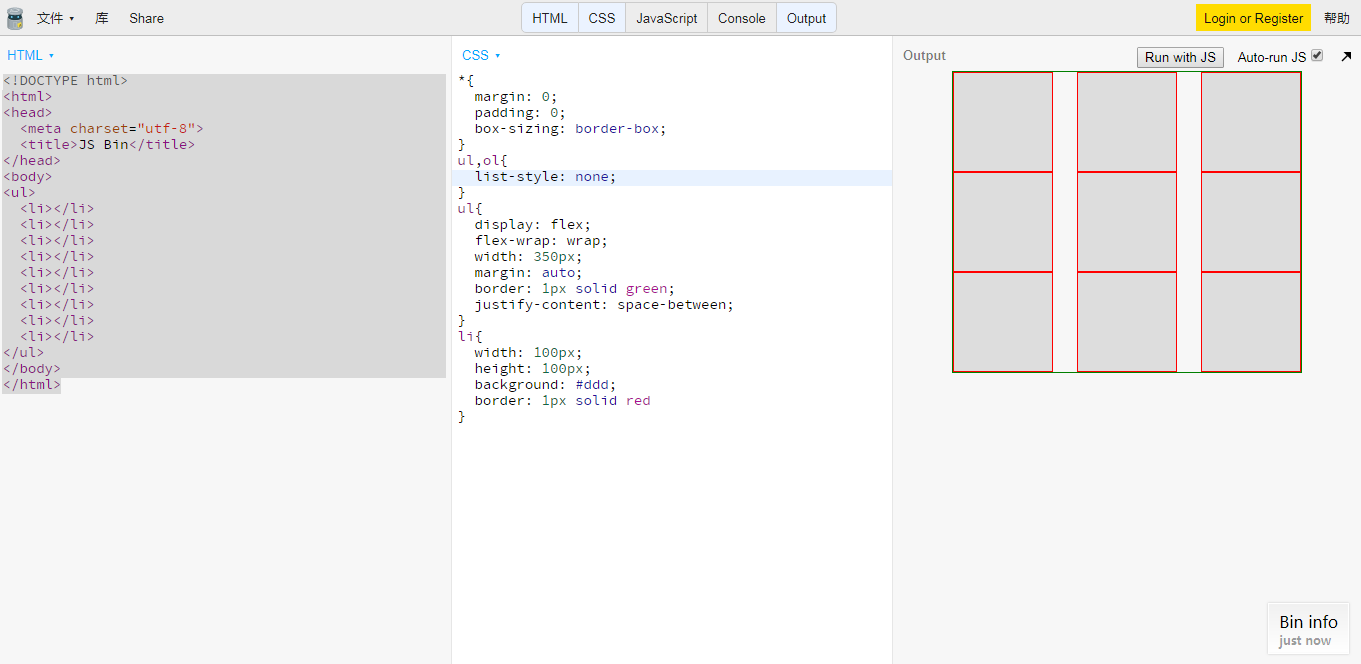 文件 ▾ 库 Share HTML CSS JavaScript Console Output Login or Register 帮助
HTML ▾
<!DOCTYPE html>
<html>
<head>
  <meta charset="utf-8">
  <title>JS Bin</title>
</head>
<body>
<ul>
  <li></li>
  <li></li>
  <li></li>
  <li></li>
  <li></li>
  <li></li>
  <li></li>
  <li></li>
  <li></li>
</ul>
</body>
</html>
CSS ▾
*{
  margin: 0;
  padding: 0;
  box-sizing: border-box;
}
ul,ol{
  list-style: none;
}
ul{
  display: flex;
  flex-wrap: wrap;
  width: 350px;
  margin: auto;
  border: 1px solid green;
  justify-content: space-between;
}
li{
  width: 100px;
  height: 100px;
  background: #ddd;
  border: 1px solid red
}
Output Run with JS Auto-run JS
Bin info
just now